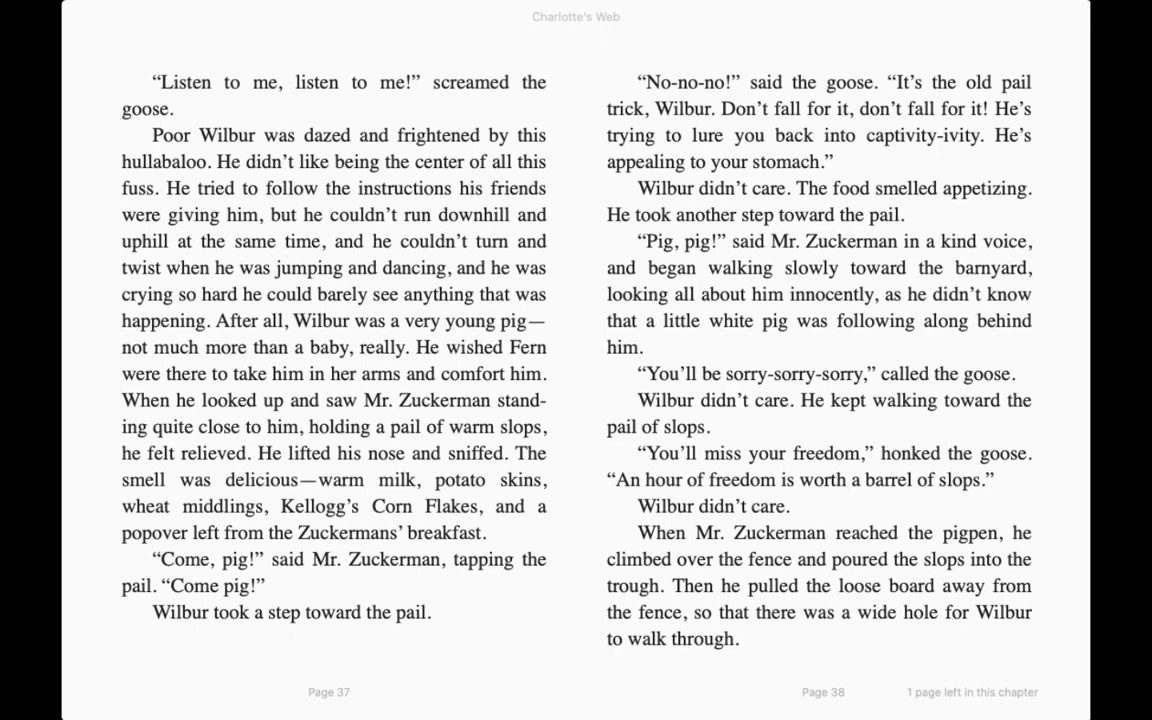 Charlotte's Web
“Listen to me, listen to me!” screamed the
goose.
Poor Wilbur was dazed and frightened by this
hullabaloo. He didn’t like being the center of all this
fuss. He tried to follow the instructions his friends
were giving him, but he couldn’t run downhill and
uphill at the same time, and he couldn’t turn and
twist when he was jumping and dancing, and he was
crying so hard he could barely see anything that was
happening. After all, Wilbur was a very young pig—
not much more than a baby, really. He wished Fern
were there to take him in her arms and comfort him.
When he looked up and saw Mr. Zuckerman stand-
ing quite close to him, holding a pail of warm slops,
he felt relieved. He lifted his nose and sniffed. The
smell was delicious—warm milk, potato skins,
wheat middlings, Kellogg’s Corn Flakes, and a
popover left from the Zuckermans’ breakfast.
“Come, pig!” said Mr. Zuckerman, tapping the
pail. “Come pig!”
Wilbur took a step toward the pail.
“No-no-no!” said the goose. “It’s the old pail
trick, Wilbur. Don’t fall for it, don’t fall for it! He’s
trying to lure you back into captivity-ivity. He’s
appealing to your stomach.”
Wilbur didn’t care. The food smelled appetizing.
He took another step toward the pail.
“Pig, pig!” said Mr. Zuckerman in a kind voice,
and began walking slowly toward the barnyard,
looking all about him innocently, as if he didn’t know
that a little white pig was following along behind
him.
“You’ll be sorry-sorry-sorry,” called the goose.
Wilbur didn’t care. He kept walking toward the
pail of slops.
“You’ll miss your freedom,” honked the goose.
“An hour of freedom is worth a barrel of slops.”
Wilbur didn’t care.
When Mr. Zuckerman reached the pigpen, he
climbed over the fence and poured the slops into the
trough. Then he pulled the loose board away from
the fence, so that there was a wide hole for Wilbur
to walk through.
Page 37
Page 38
1 page left in this chapter